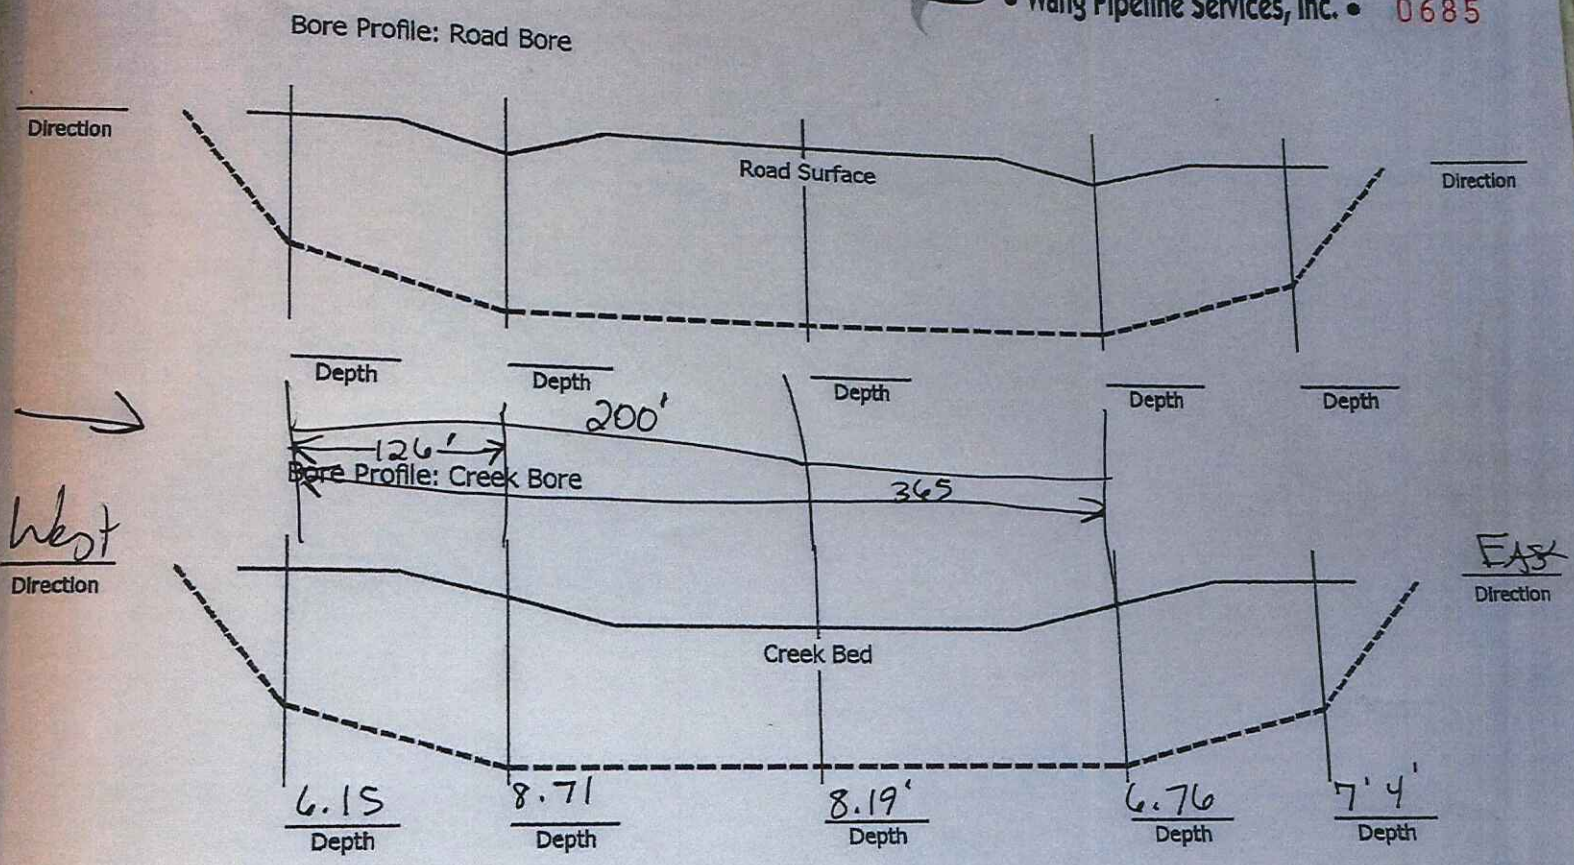 • Wang Pipeline Services, Inc. • 0685
Bore Profile: Road Bore
Direction
Road Surface
Direction
Depth Depth Depth Depth Depth
200'
126'
Bore Profile: Creek Bore
365
West
Direction
East
Direction
Creek Bed
6.15 8.71 8.19' 6.76 7' 4'
Depth Depth Depth Depth Depth